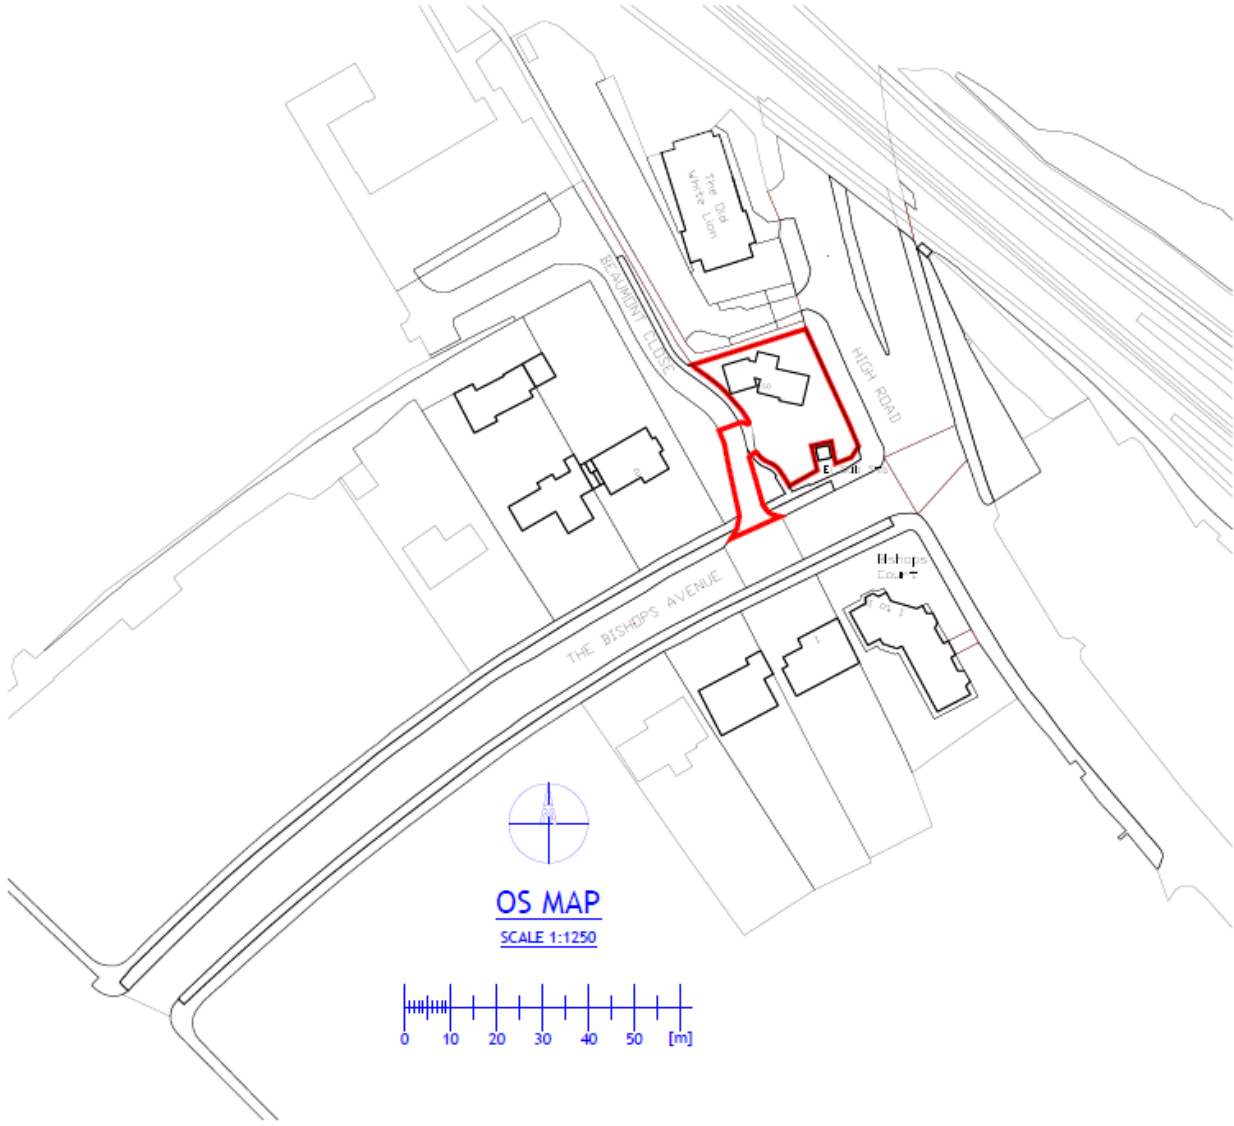 The Old
White Lion
BEAUMONT CLOSE
HIGH ROAD
Bishops
Court
THE BISHOPS AVENUE
1
OS MAP
SCALE 1:1250
0 10 20 30 40 50 [m]